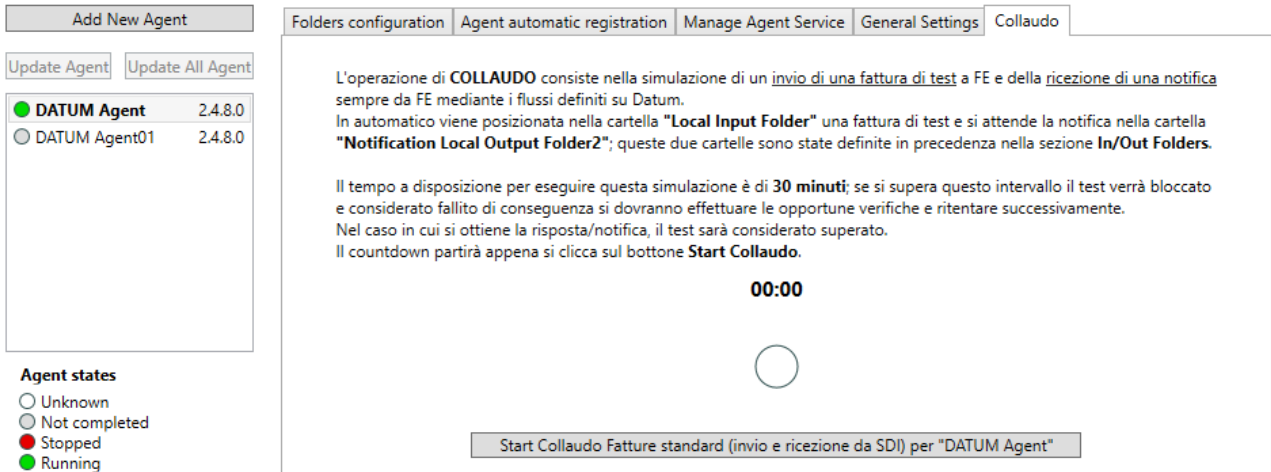 Add New Agent
Update Agent
Update All Agent
DATUM Agent 2.4.8.0
DATUM Agent01 2.4.8.0
Agent states
Unknown
Not completed
Stopped
Running
Folders configuration
Agent automatic registration
Manage Agent Service
General Settings
Collaudo
L'operazione di COLLAUDO consiste nella simulazione di un invio di una fattura di test a FE e della ricezione di una notifica
sempre da FE mediante i flussi definiti su Datum.
In automatico viene posizionata nella cartella "Local Input Folder" una fattura di test e si attende la notifica nella cartella
"Notification Local Output Folder2"; queste due cartelle sono state definite in precedenza nella sezione In/Out Folders.
Il tempo a disposizione per eseguire questa simulazione è di 30 minuti; se si supera questo intervallo il test verrà bloccato
e considerato fallito di conseguenza si dovranno effettuare le opportune verifiche e ritentare successivamente.
Nel caso in cui si ottiene la risposta/notifica, il test sarà considerato superato.
Il countdown partirà appena si clicca sul bottone Start Collaudo.
00:00
Start Collaudo Fatture standard (invio e ricezione da SDI) per "DATUM Agent"